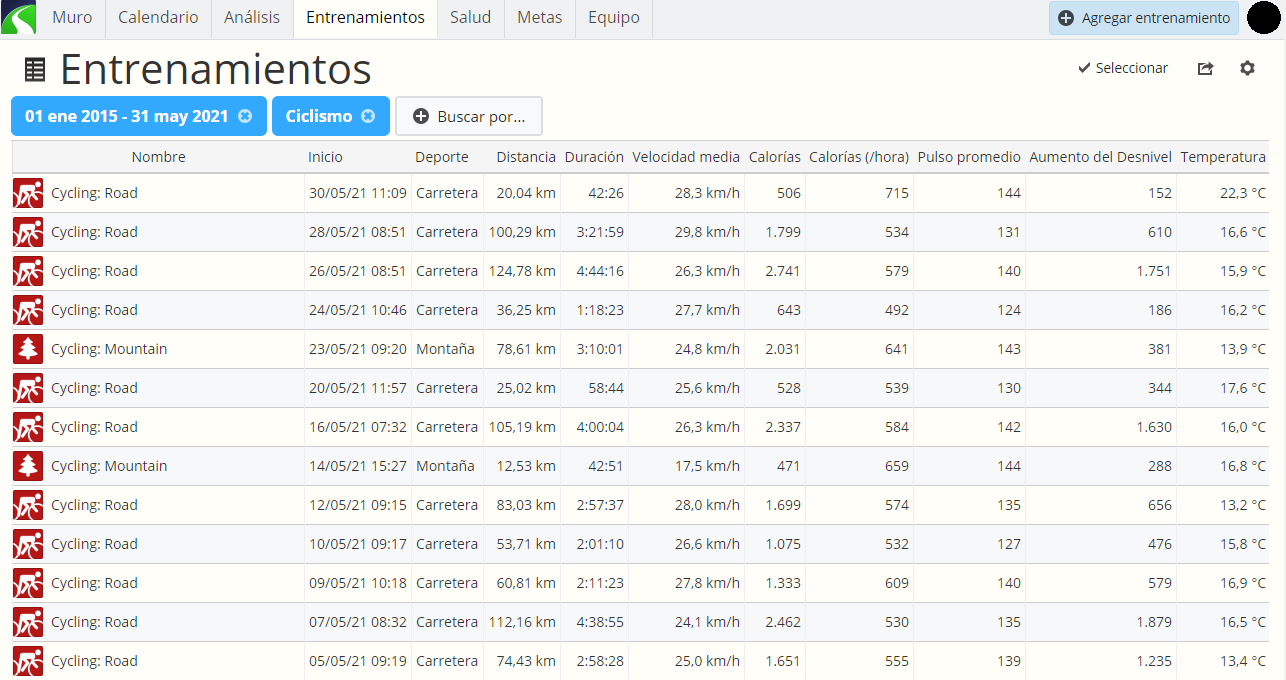 Muro Calendario Análisis Entrenamientos Salud Metas Equipo Agregar entrenamiento
Entrenamientos Seleccionar
01 ene 2015 - 31 may 2021 Ciclismo Buscar por...
Nombre Inicio Deporte Distancia Duración Velocidad media Calorías Calorías (/hora) Pulso promedio Aumento del Desnivel Temperatura
Cycling: Road 30/05/21 11:09 Carretera 20,04 km 42:26 28,3 km/h 506 715 144 152 22,3 °C
Cycling: Road 28/05/21 08:51 Carretera 100,29 km 3:21:59 29,8 km/h 1.799 534 131 610 16,6 °C
Cycling: Road 26/05/21 08:51 Carretera 124,78 km 4:44:16 26,3 km/h 2.741 579 140 1.751 15,9 °C
Cycling: Road 24/05/21 10:46 Carretera 36,25 km 1:18:23 27,7 km/h 643 492 124 186 16,2 °C
Cycling: Mountain 23/05/21 09:20 Montaña 78,61 km 3:10:01 24,8 km/h 2.031 641 143 381 13,9 °C
Cycling: Road 20/05/21 11:57 Carretera 25,02 km 58:44 25,6 km/h 528 539 130 344 17,6 °C
Cycling: Road 16/05/21 07:32 Carretera 105,19 km 4:00:04 26,3 km/h 2.337 584 142 1.630 16,0 °C
Cycling: Mountain 14/05/21 15:27 Montaña 12,53 km 42:51 17,5 km/h 471 659 144 288 16,8 °C
Cycling: Road 12/05/21 09:15 Carretera 83,03 km 2:57:37 28,0 km/h 1.699 574 135 656 13,2 °C
Cycling: Road 10/05/21 09:17 Carretera 53,71 km 2:01:10 26,6 km/h 1.075 532 127 476 15,8 °C
Cycling: Road 09/05/21 10:18 Carretera 60,81 km 2:11:23 27,8 km/h 1.333 609 140 579 16,9 °C
Cycling: Road 07/05/21 08:32 Carretera 112,16 km 4:38:55 24,1 km/h 2.462 530 135 1.879 16,5 °C
Cycling: Road 05/05/21 09:19 Carretera 74,43 km 2:58:28 25,0 km/h 1.651 555 139 1.235 13,4 °C